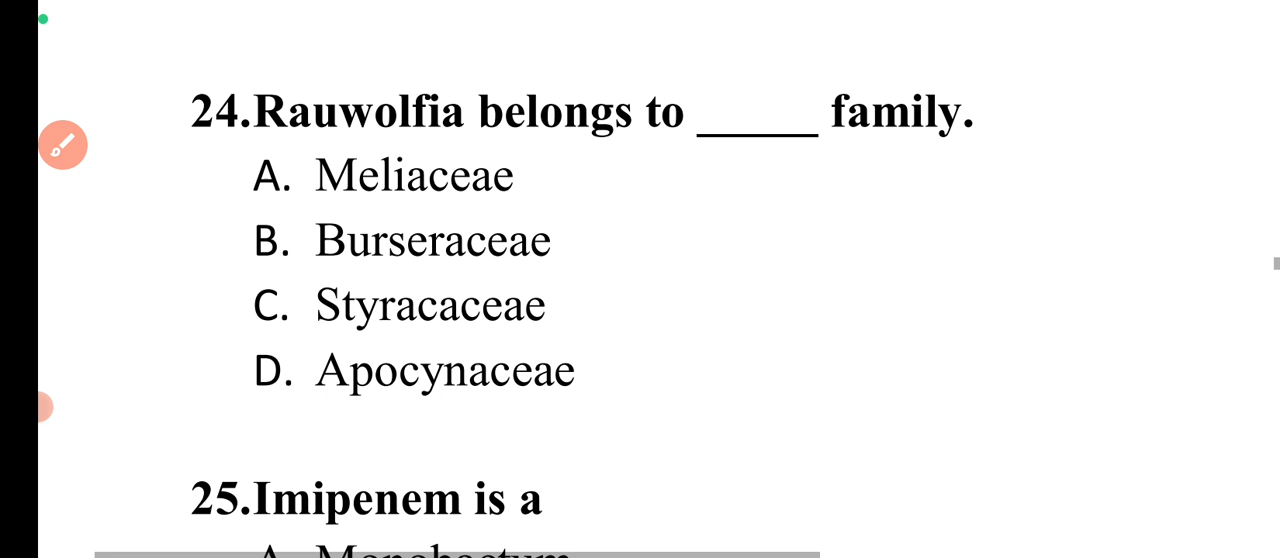 24.Rauwolfia belongs to _____ family.
A. Meliaceae
B. Burseraceae
C. Styracaceae
D. Apocynaceae
25.Imipenem is a